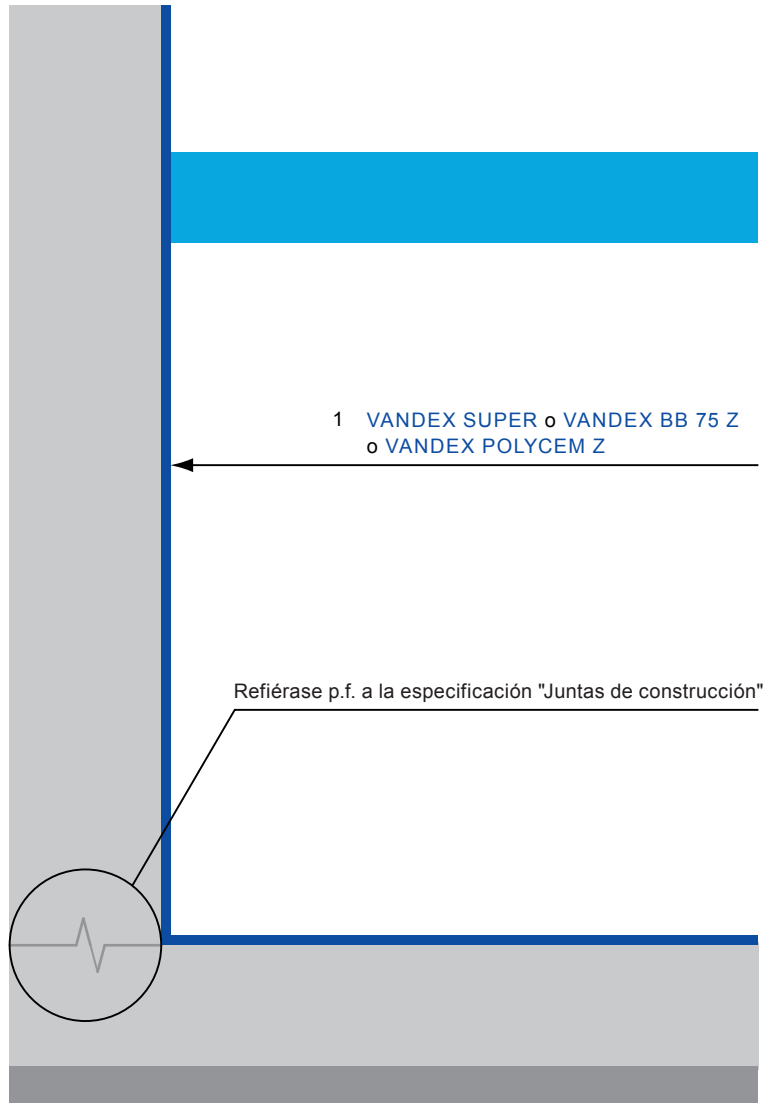 1 VANDEX SUPER o VANDEX BB 75 Z
o VANDEX POLYCEM Z
Refiérase p.f. a la especificación "Juntas de construcción"